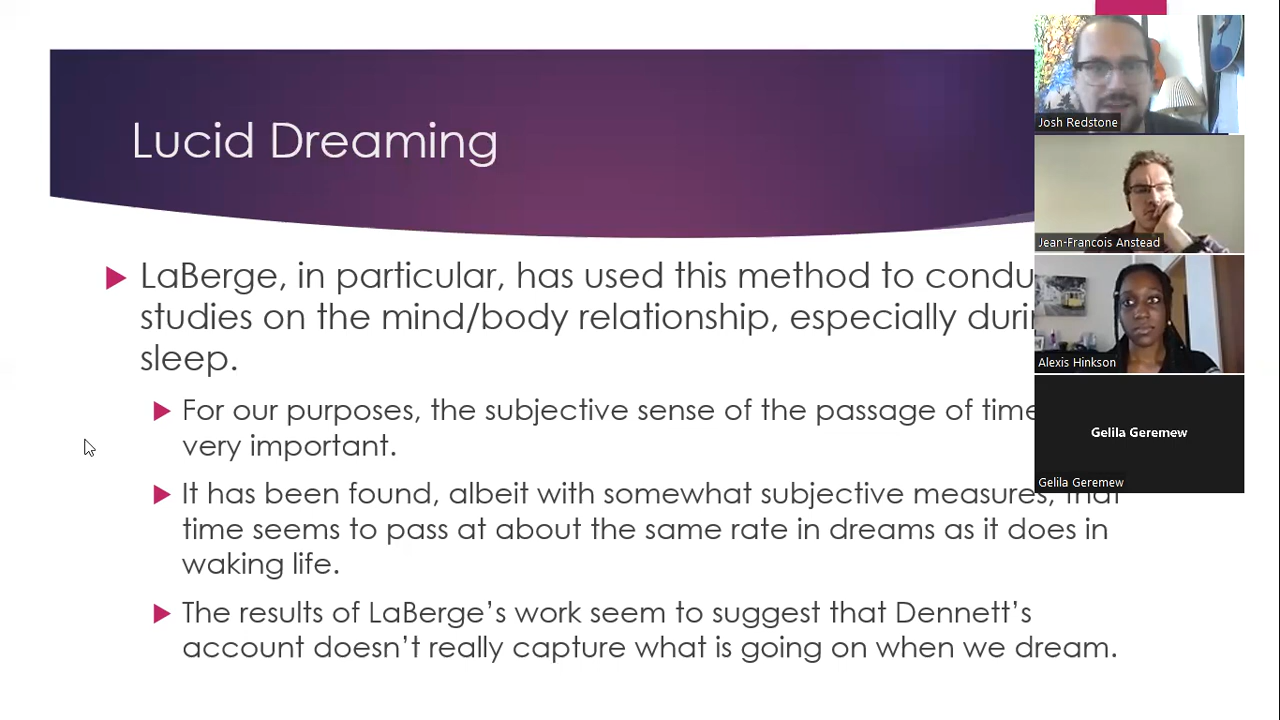 Lucid Dreaming
LaBerge, in particular, has used this method to condu
studies on the mind/body relationship, especially durin
sleep.
For our purposes, the subjective sense of the passage of time
very important.
It has been found, albeit with somewhat subjective measures, that
time seems to pass at about the same rate in dreams as it does in
waking life.
The results of LaBerge's work seem to suggest that Dennett's
account doesn't really capture what is going on when we dream.
Josh Redstone
Jean-Francois Anstead
Alexis Hinkson
Gelila Geremew
Gelila Geremew